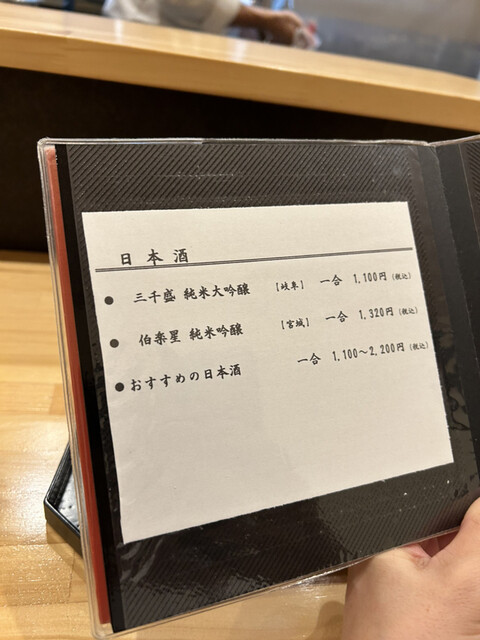 日本酒
● 三千盛 純米大吟醸 【岐阜】 一合 1,100円(税込)
● 伯楽星 純米吟醸 【宮城】 一合 1,320円(税込)
●おすすめの日本酒 一合 1,100〜2,200円(税込)